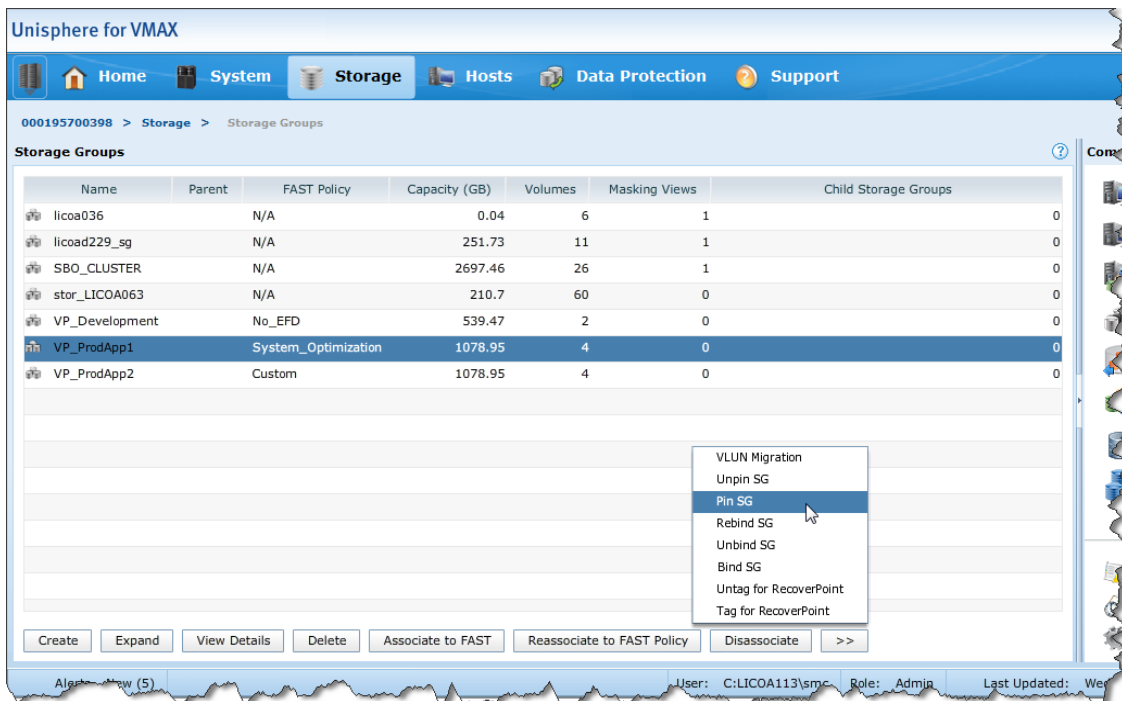 Unisphere for VMAX
Home System Storage Hosts Data Protection Support
000195700398 > Storage > Storage Groups
Storage Groups
Name Parent FAST Policy Capacity (GB) Volumes Masking Views Child Storage Groups
licoa036 N/A 0.04 6 1 0
licoad229_sg N/A 251.73 11 1 0
SBO_CLUSTER N/A 2697.46 26 1 0
stor_LICOA063 N/A 210.7 60 0 0
VP_Development No_EFD 539.47 2 0 0
VP_ProdApp1 System_Optimization 1078.95 4 0 0
VP_ProdApp2 Custom 1078.95 4 0 0
VLUN Migration
Unpin SG
Pin SG
Rebind SG
Unbind SG
Bind SG
Untag for RecoverPoint
Tag for RecoverPoint
Create Expand View Details Delete Associate to FAST Reassociate to FAST Policy Disassociate >>
(5) User: C:LICOA113\smc Role: Admin Last Updated: